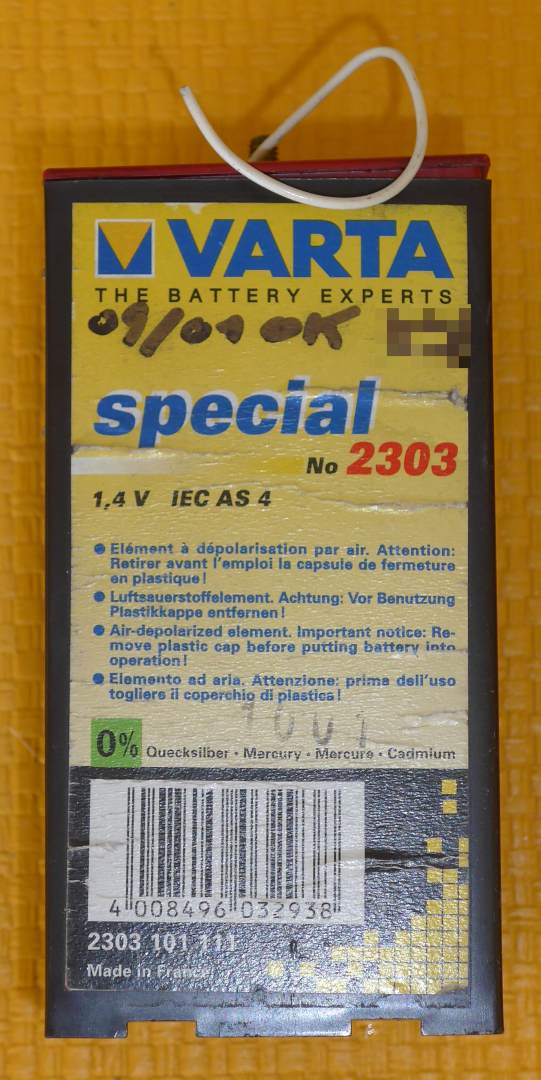 VARTA
THE BATTERY EXPERTS
09/01 OK
special
No 2303
1,4 V IEC AS 4
● Elément à dépolarisation par air. Attention:
Retirer avant l'emploi la capsule de fermeture
en plastique!
● Luftsauerstoffelement. Achtung: Vor Benutzung
Plastikkappe entfernen!
● Air-depolarized element. Important notice: Re-
move plastic cap before putting battery into
operation!
● Elemento ad aria. Attenzione: prima dell'uso
togliere il coperchio di plastica!
0% Quecksilber · Mercury · Mercure · Cadmium
4 008496 032938
2303 101 111
Made in France